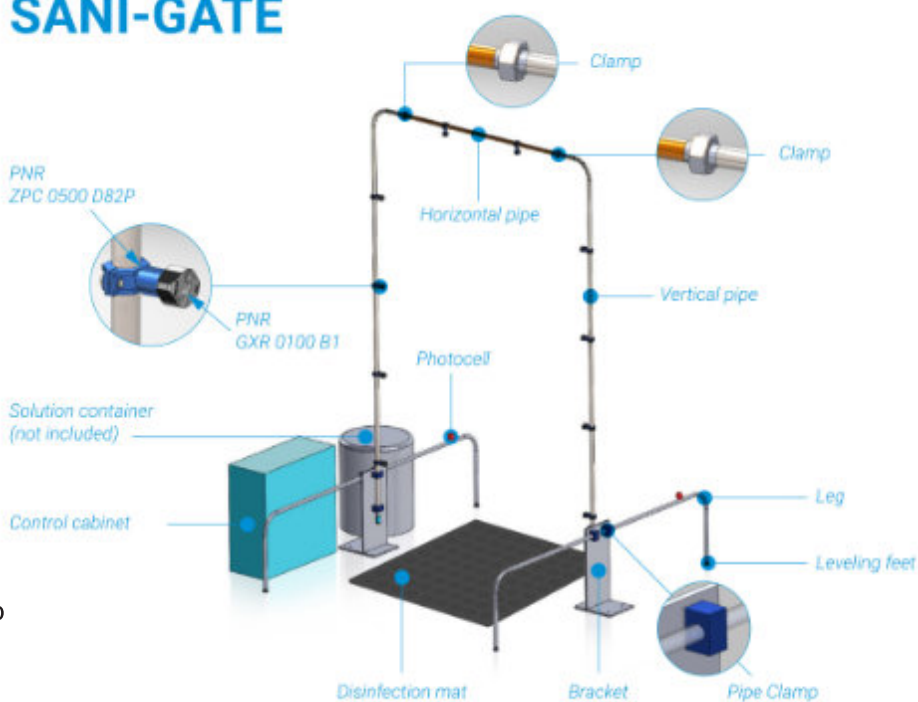 SANI-GATE
Clamp
Clamp
PNR
ZPC 0500 D82P
Horizontal pipe
Vertical pipe
PNR
GXR 0100 B1
Photocell
Solution container
(not included)
Leg
Control cabinet
Leveling feet
Disinfection mat
Bracket
Pipe Clamp